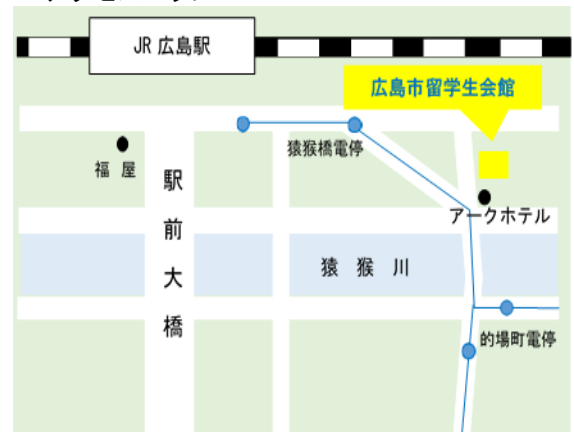 JR 広島駅
広島市留学生会館
猿猴橋電停
福 屋
駅前大橋
アークホテル
猿 猴 川
的場町電停